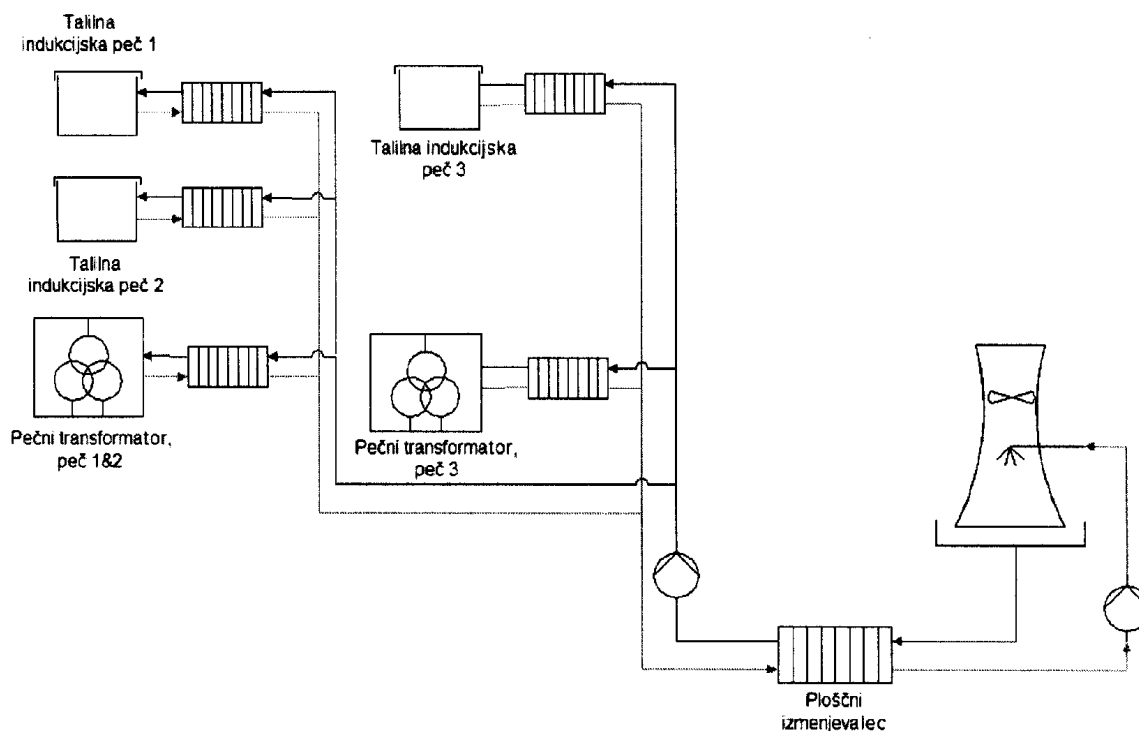 Talilna
indukcijska peč 1
Talilna indukcijska
peč 3
Talilna
indukcijska peč 2
Pečni transformator,
peč 1&2
Pečni transformator,
peč 3
Ploščni
izmenjevalec